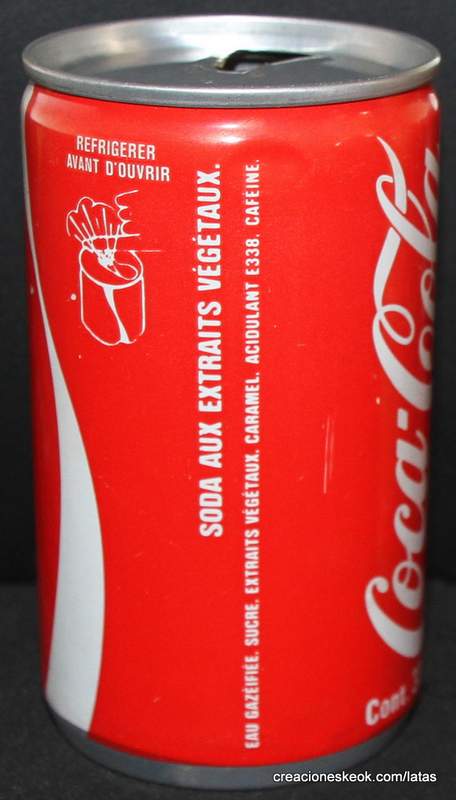 REFRIGERER
AVANT D'OUVRIR
SODA AUX EXTRAITS VÉGÉTAUX.
EAU GAZÉIFIÉE, SUCRE, EXTRAITS VÉGÉTAUX, CARAMEL, ACIDULANT E338, CAFÉINE.
Coca-Cola
Cont.
creacioneskeok.com/latas